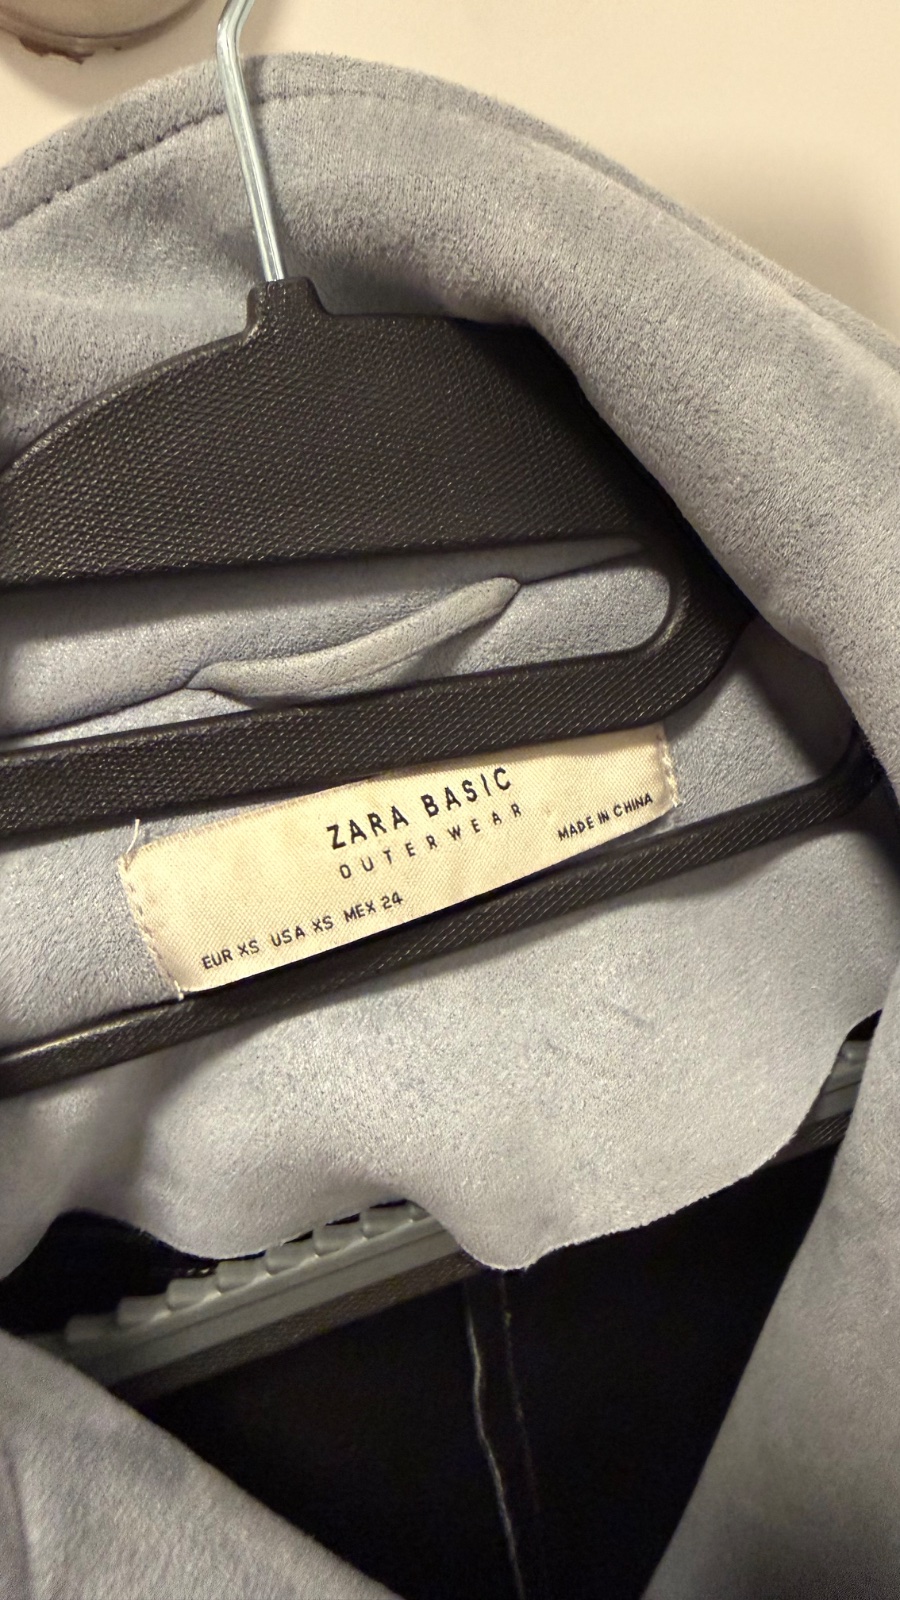 ZARA BASIC
OUTERWEAR
MADE IN CHINA
EUR XS USA XS MEX 24